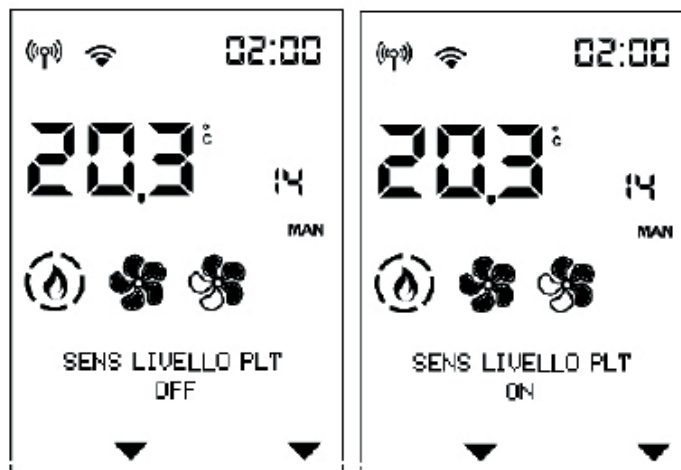 02:00
20.3 °C
14
MAN
SENS LIVELLO PLT
OFF
02:00
20.3 °C
14
MAN
SENS LIVELLO PLT
ON